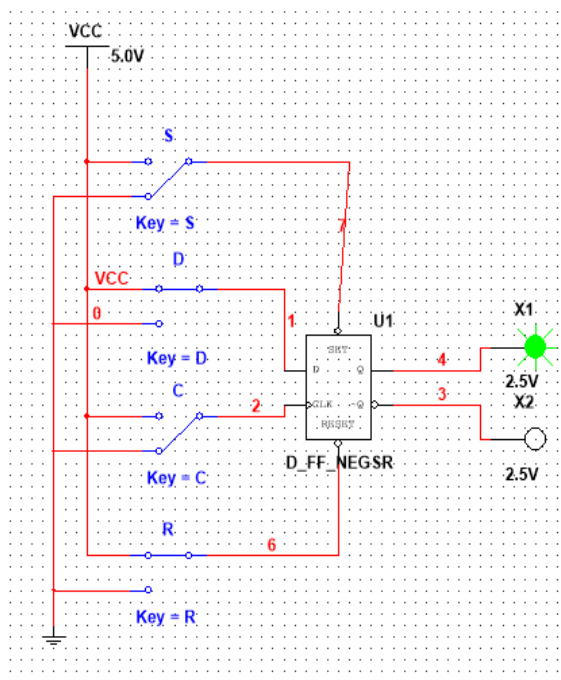 VCC
5.0V
S
Key = S
7
D
VCC
0
1
Key = D
U1
X1
SET
D Q
4
2.5V
C
2
CLK ~Q
3
X2
RESET
D_FF_NEGSR
2.5V
Key = C
R
6
Key = R